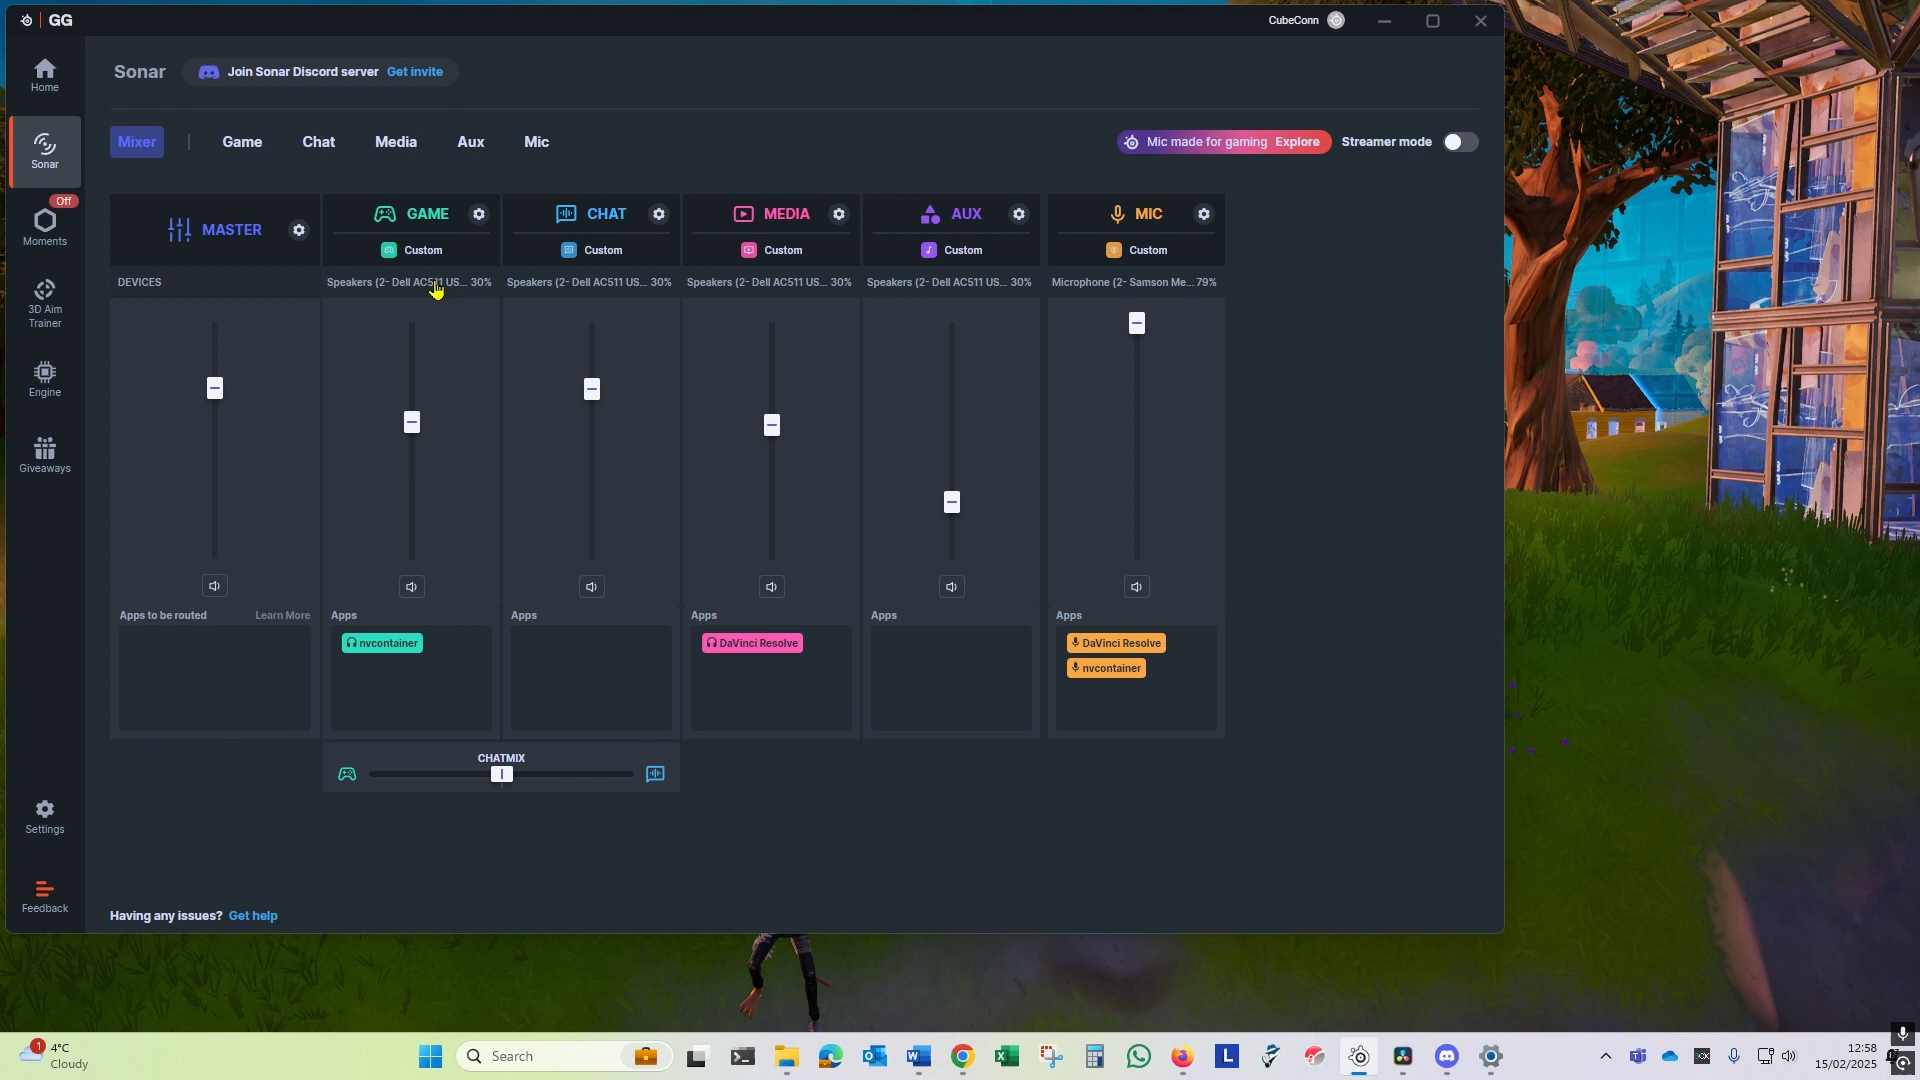 GG
CubeConn
Home
Sonar
Off
Moments
3D Aim
Trainer
Engine
Giveaways
Settings
Feedback
Sonar
Join Sonar Discord server Get invite
Mixer | Game Chat Media Aux Mic
Mic made for gaming Explore
Streamer mode
MASTER
GAME
Custom
CHAT
Custom
MEDIA
Custom
AUX
Custom
MIC
Custom
DEVICES
Speakers (2- Dell AC511 US... 30%
Speakers (2- Dell AC511 US... 30%
Speakers (2- Dell AC511 US... 30%
Speakers (2- Dell AC511 US... 30%
Microphone (2- Samson Me... 79%
Apps to be routed Learn More
Apps
nvcontainer
Apps
Apps
DaVinci Resolve
Apps
Apps
DaVinci Resolve
nvcontainer
CHATMIX
Having any issues? Get help
1
4°C
Cloudy
Search
L
12:58
15/02/2025